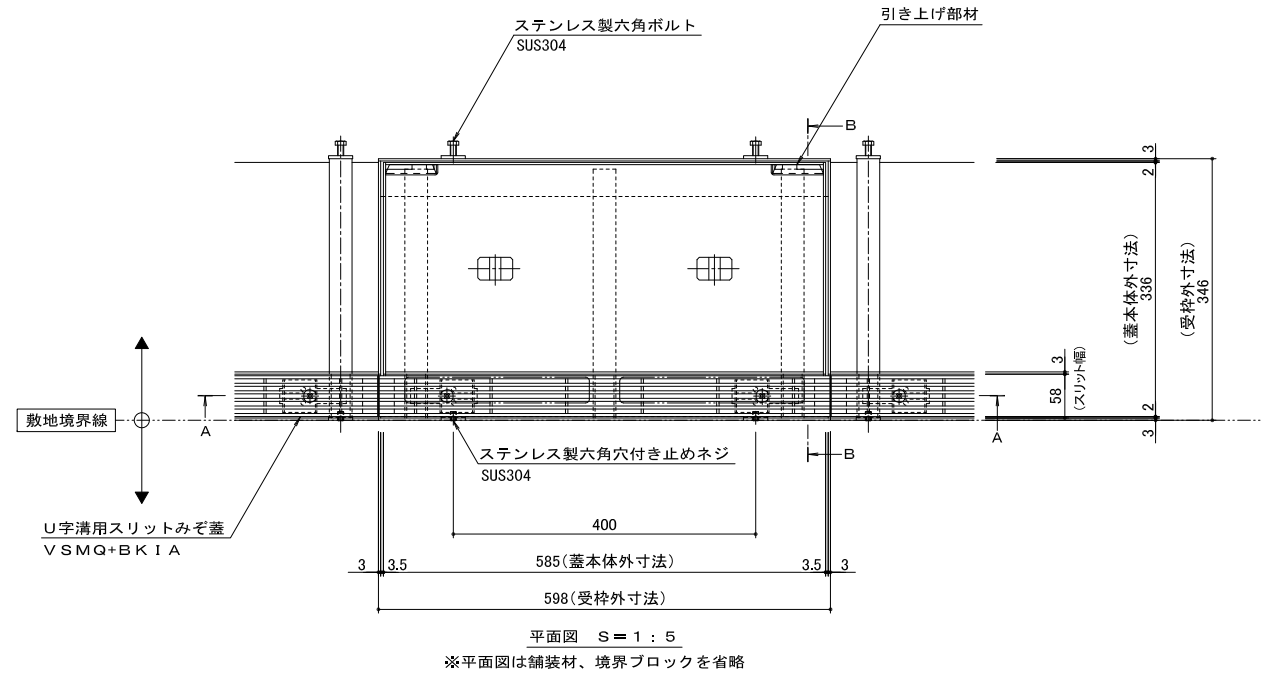 ステンレス製六角ボルト
SUS304
引き上げ部材
B
3
2
(蓋本体外寸法)
336
(受枠外寸法)
346
3
58
(スリット幅)
2
3
敷地境界線
A
A
ステンレス製六角穴付き止めネジ
SUS304
B
U字溝用スリットみぞ蓋
VSMQ+BKIA
400
3
3.5
585(蓋本体外寸法)
3.5
3
598(受枠外寸法)
平面図 S=1:5
※平面図は舗装材、境界ブロックを省略